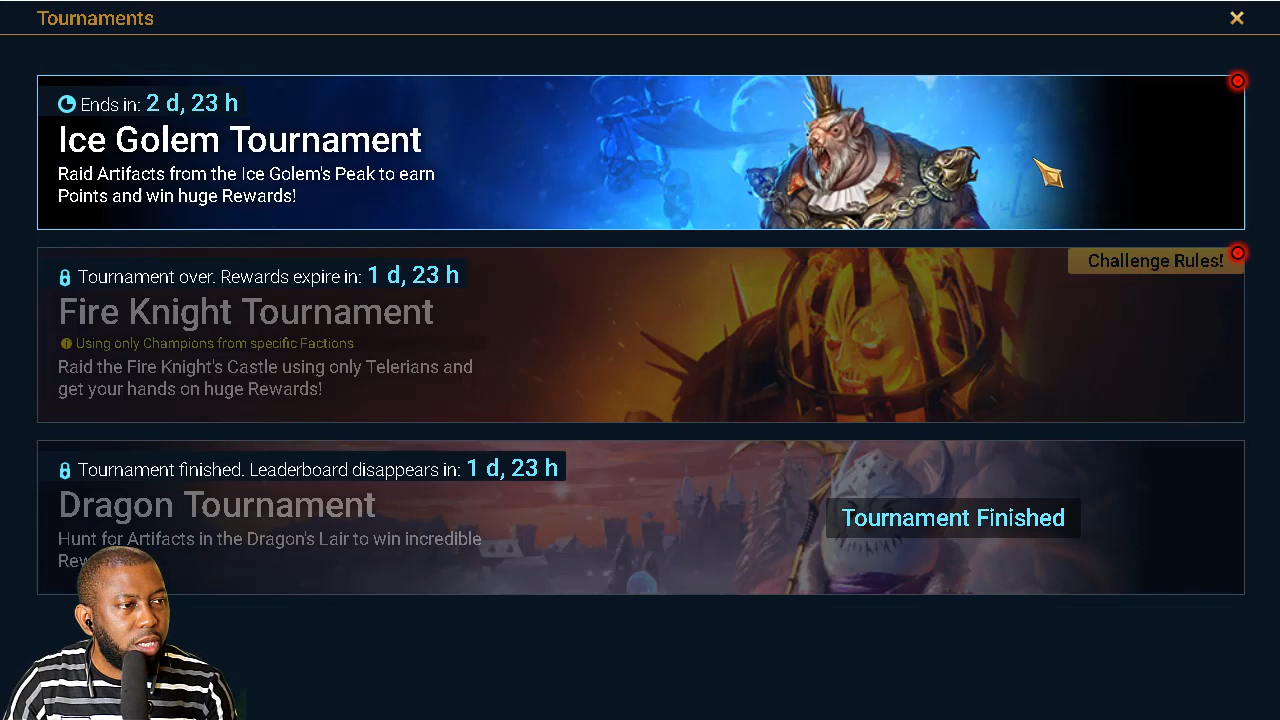 Tournaments
Ends in: 2 d, 23 h
Ice Golem Tournament
Raid Artifacts from the Ice Golem's Peak to earn
Points and win huge Rewards!
Challenge Rules!
Tournament over. Rewards expire in: 1 d, 23 h
Fire Knight Tournament
Using only Champions from specific Factions
Raid the Fire Knight's Castle using only Telerians and
get your hands on huge Rewards!
Tournament finished. Leaderboard disappears in: 1 d, 23 h
Dragon Tournament
Tournament Finished
Hunt for Artifacts in the Dragon's Lair to win incredible